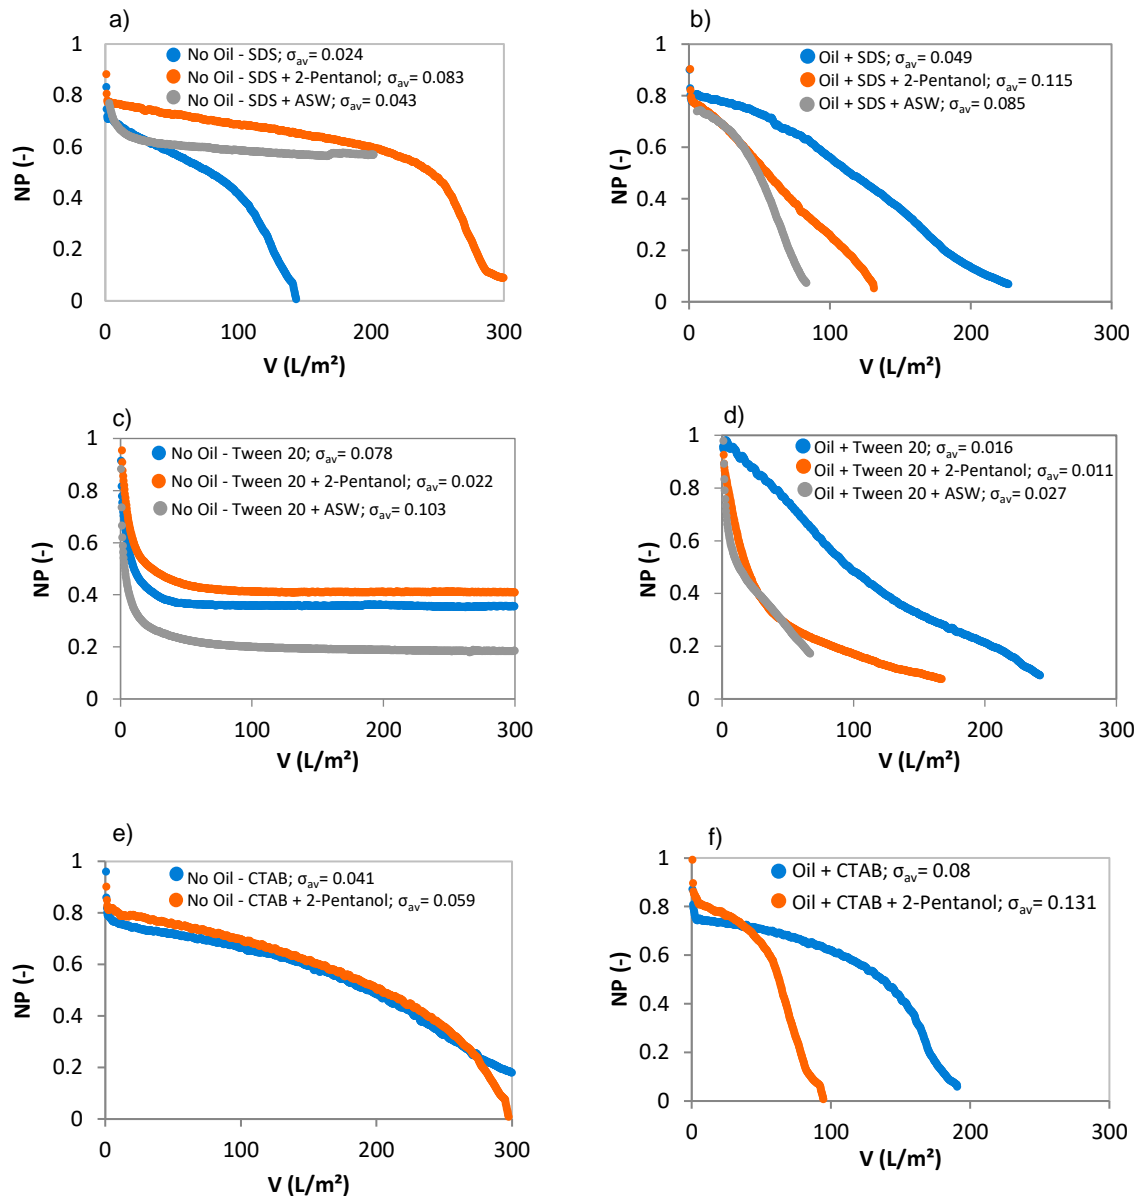 a)
No Oil - SDS; σav= 0.024
No Oil - SDS + 2-Pentanol; σav= 0.083
No Oil - SDS + ASW; σav= 0.043
NP (-)
1
0.8
0.6
0.4
0.2
0
0 100 200 300
V (L/m²)
b)
Oil + SDS; σav= 0.049
Oil + SDS + 2-Pentanol; σav= 0.115
Oil + SDS + ASW; σav= 0.085
NP (-)
1
0.8
0.6
0.4
0.2
0
0 100 200 300
V (L/m²)
c)
No Oil - Tween 20; σav= 0.078
No Oil - Tween 20 + 2-Pentanol; σav= 0.022
No Oil - Tween 20 + ASW; σav= 0.103
NP (-)
1
0.8
0.6
0.4
0.2
0
0 100 200 300
V (L/m²)
d)
Oil + Tween 20; σav= 0.016
Oil + Tween 20 + 2-Pentanol; σav= 0.011
Oil + Tween 20 + ASW; σav= 0.027
NP (-)
1
0.8
0.6
0.4
0.2
0
0 100 200 300
V (L/m²)
e)
No Oil - CTAB; σav= 0.041
No Oil - CTAB + 2-Pentanol; σav= 0.059
NP (-)
1
0.8
0.6
0.4
0.2
0
0 100 200 300
V (L/m²)
f)
Oil + CTAB; σav= 0.08
Oil + CTAB + 2-Pentanol; σav= 0.131
NP (-)
1
0.8
0.6
0.4
0.2
0
0 100 200 300
V (L/m²)